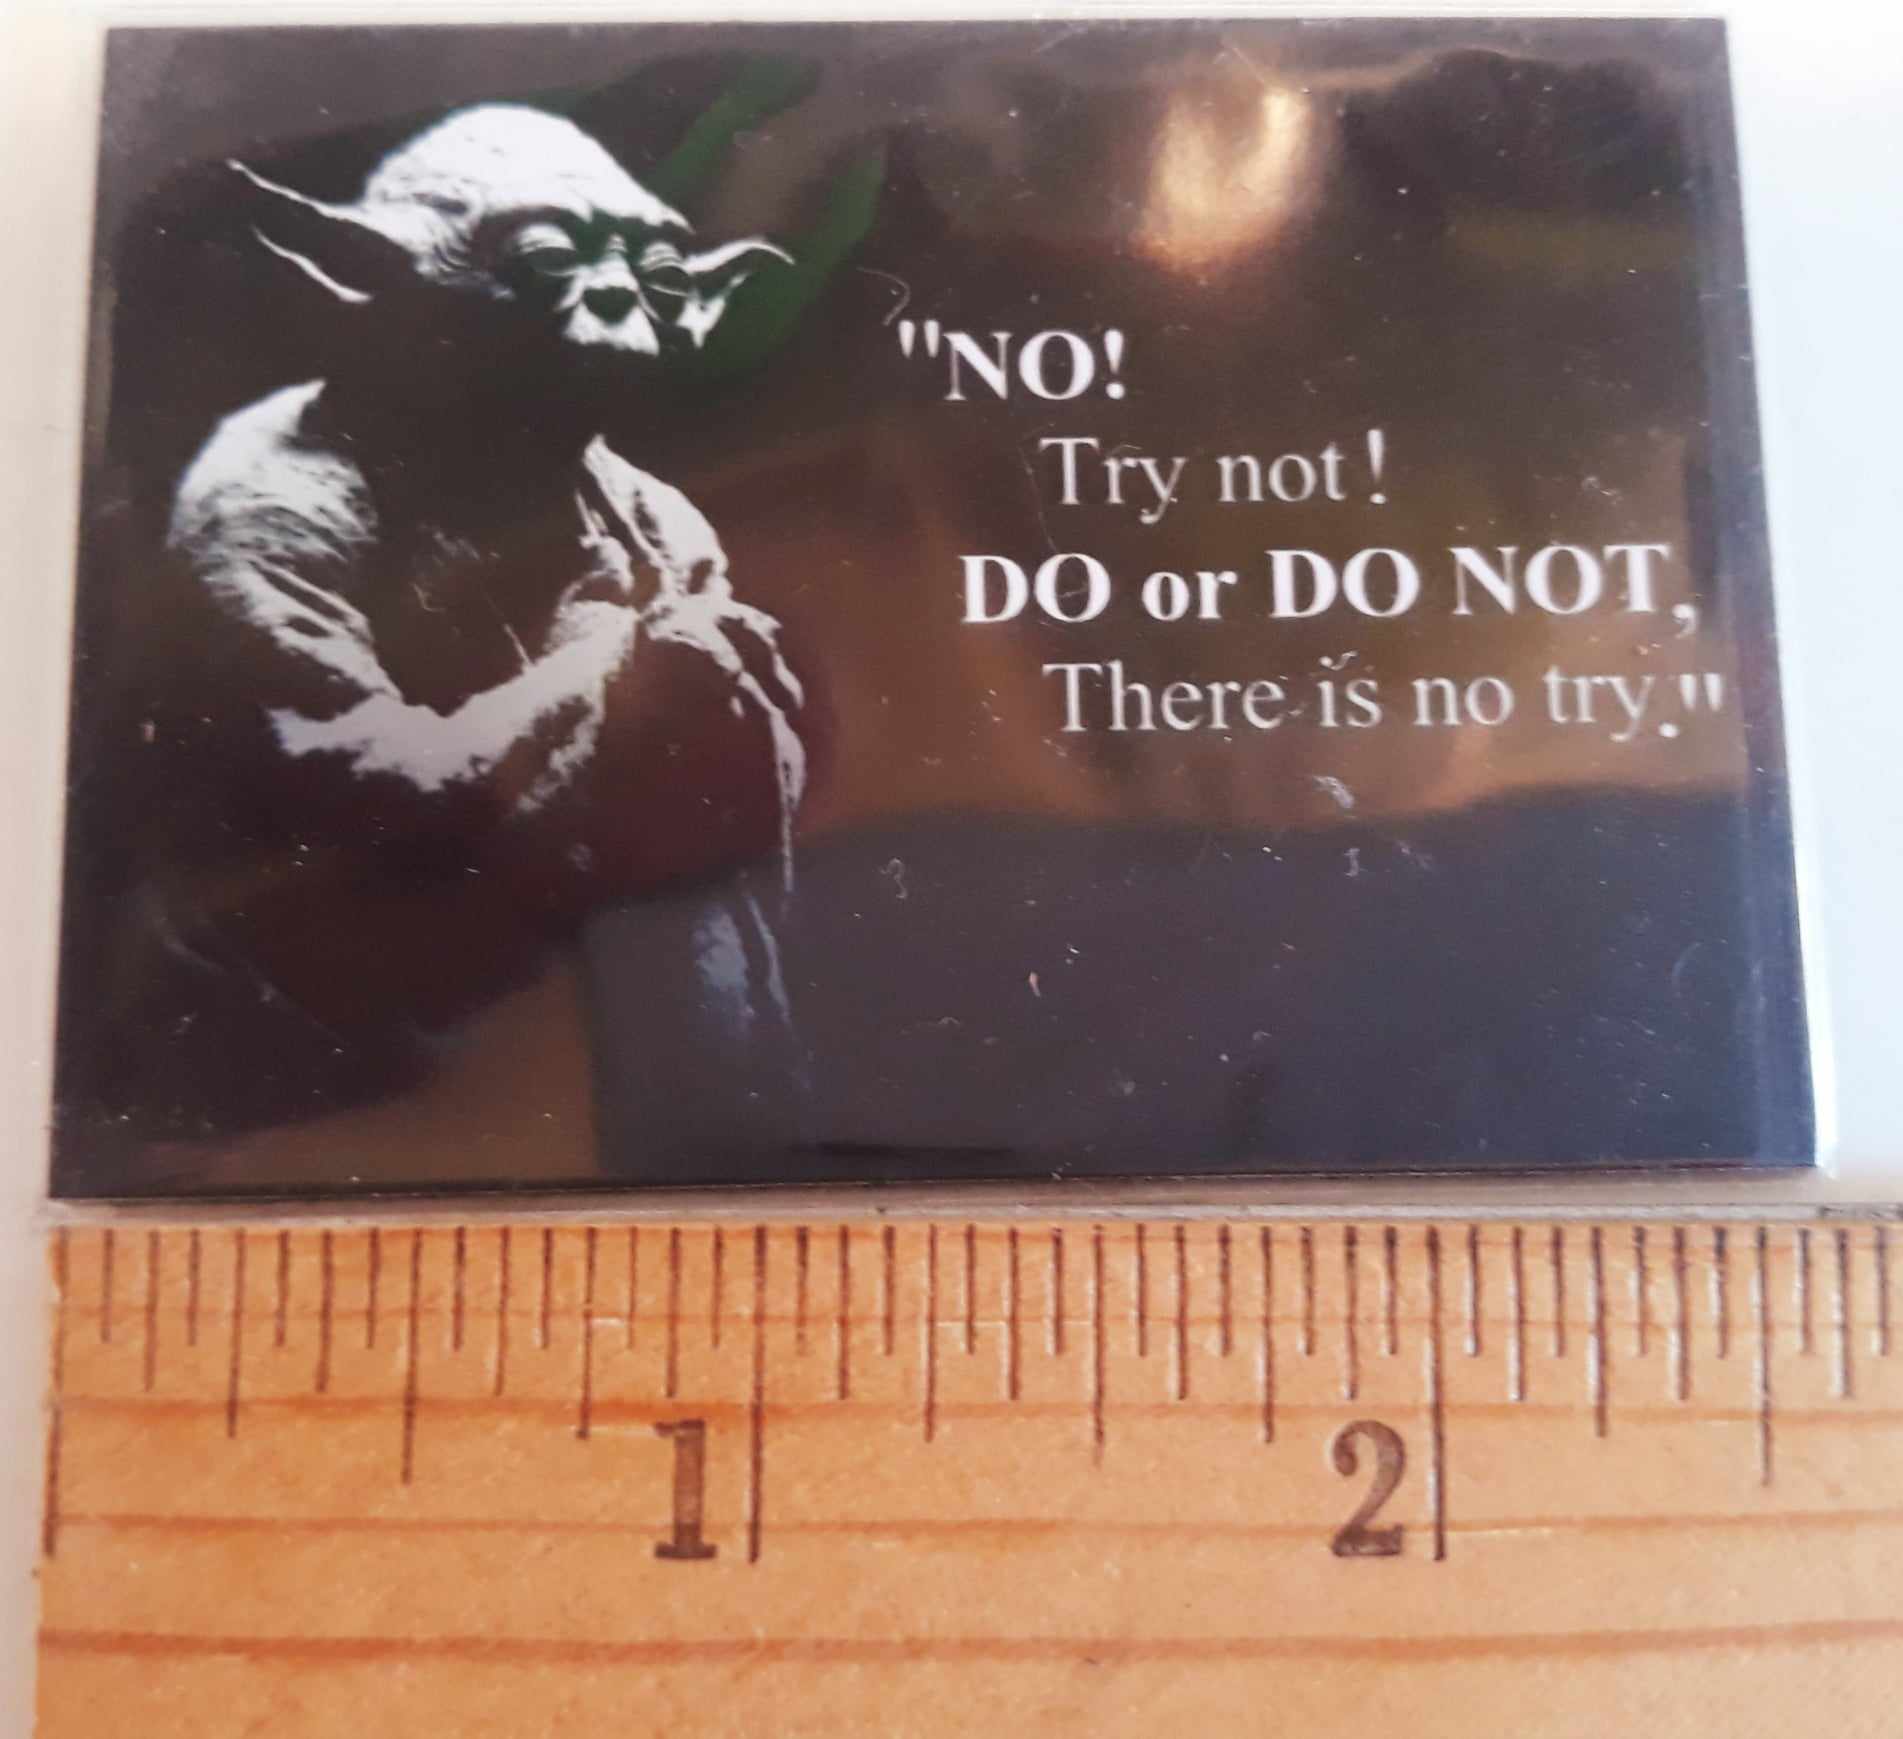 "NO!
Try not!
DO or DO NOT,
There is no try."
1 2